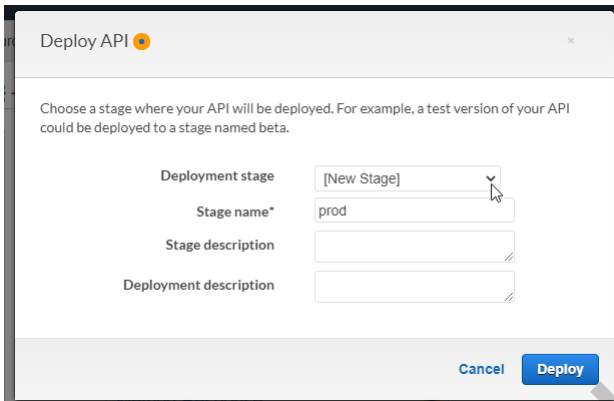 Deploy API
Choose a stage where your API will be deployed. For example, a test version of your API
could be deployed to a stage named beta.
Deployment stage [New Stage]
Stage name* prod
Stage description
Deployment description
Cancel Deploy